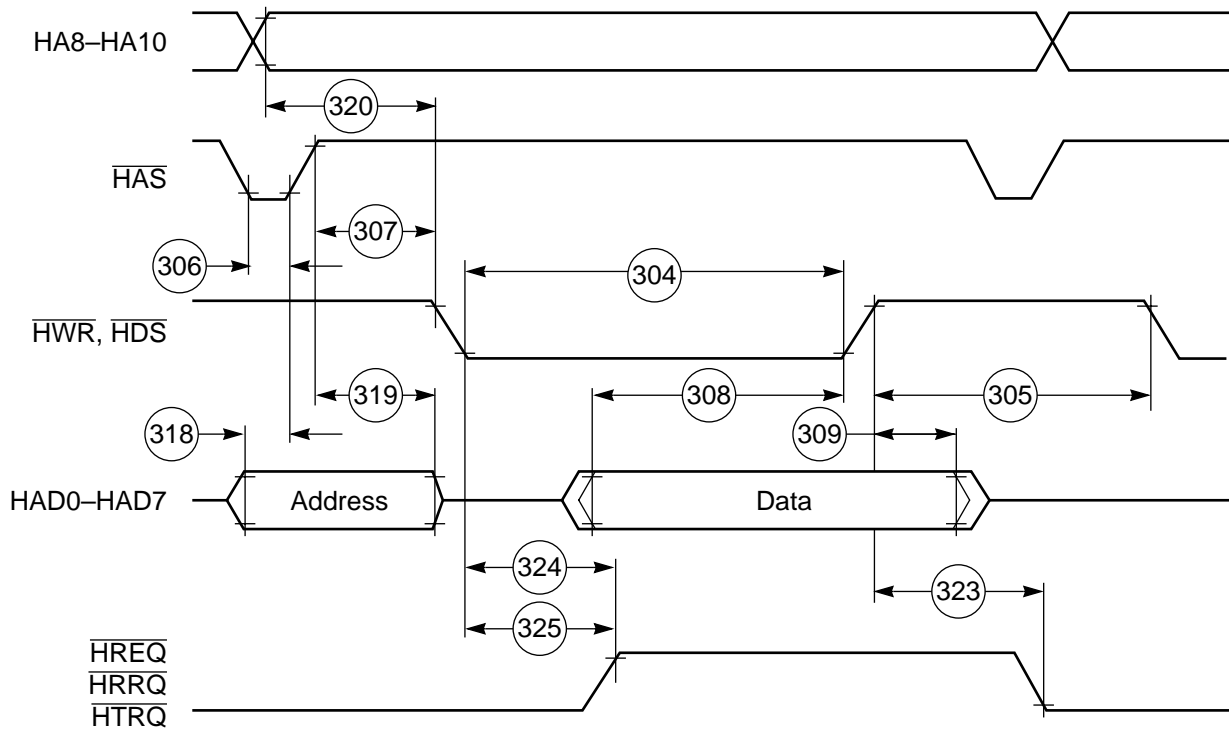 HA8–HA10
320
HAS
307
306
304
HWR, HDS
319
308
305
318
309
HAD0–HAD7
Address
Data
324
323
325
HREQ
HRRQ
HTRQ